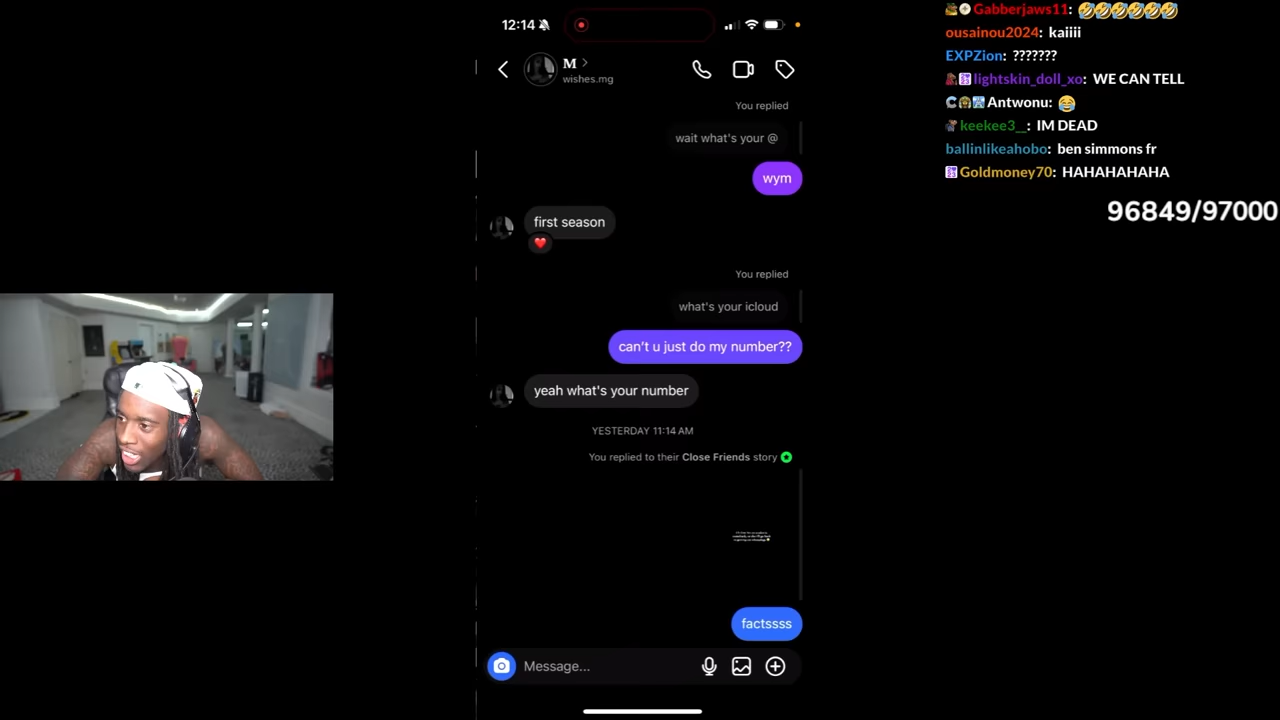 12:14
M
wishes.mg
You replied
wait what's your @
wym
first season
You replied
what's your icloud
can't u just do my number??
yeah what's your number
YESTERDAY 11:14 AM
You replied to their Close Friends story
factssss
Message...
Gabberjaws11:
ousainou2024: kaiiii
EXPZion: ???????
lightskin_doll_xo: WE CAN TELL
Antwonu:
keekee3__: IM DEAD
ballinlikeahobo: ben simmons fr
Goldmoney70: HAHAHAHAHA
96849/97000